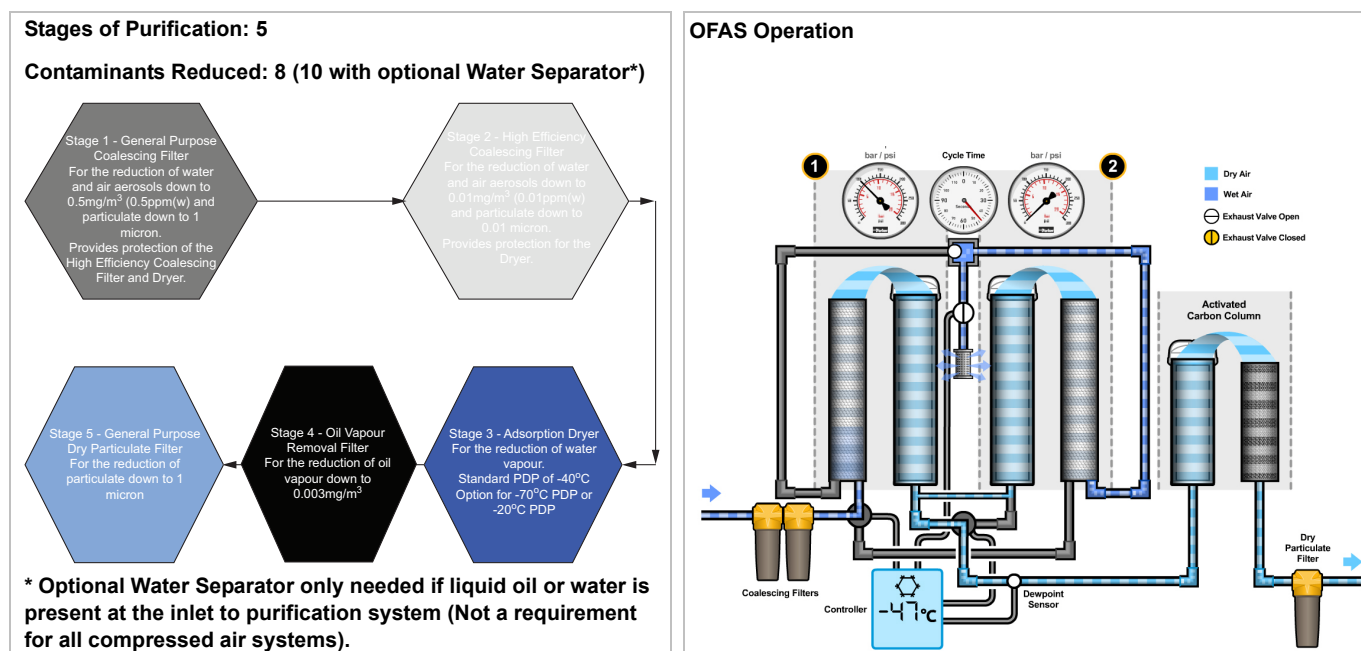 Stages of Purification: 5
Contaminants Reduced: 8 (10 with optional Water Separator*)
Stage 1 - General Purpose
Coalescing Filter
For the reduction of water
and air aerosols down to
0.5mg/m³ (0.5ppm(w) and
particulate down to 1
micron.
Provides protection of the
High Efficiency Coalescing
Filter and Dryer.
Stage 2 - High Efficiency
Coalescing Filter
For the reduction of water
and air aerosols down to
0.01mg/m³ (0.01ppm(w)
and particulate down to
0.01 micron.
Provides protection for the
Dryer.
Stage 5 - General Purpose
Dry Particulate Filter
For the reduction of
particulate down to 1
micron
Stage 4 - Oil Vapour
Removal Filter
For the reduction of oil
vapour down to
0.003mg/m³
Stage 3 - Adsorption Dryer
For the reduction of water
vapour.
Standard PDP of -40°C
Option for -70°C PDP or
-20°C PDP
* Optional Water Separator only needed if liquid oil or water is
present at the inlet to purification system (Not a requirement
for all compressed air systems).
OFAS Operation
1
bar / psi
Cycle Time
bar / psi
2
Dry Air
Wet Air
Exhaust Valve Open
Exhaust Valve Closed
Activated
Carbon Column
Coalescing Filters
Controller
-47°C
Dewpoint
Sensor
Dry
Particulate
Filter